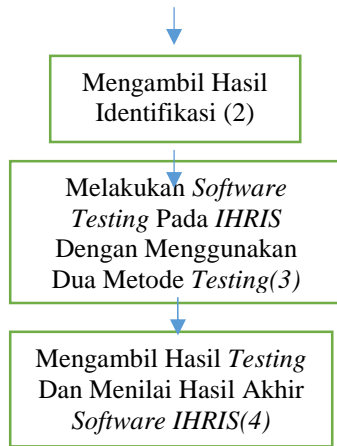 Mengambil Hasil
Identifikasi (2)
Melakukan Software
Testing Pada IHRIS
Dengan Menggunakan
Dua Metode Testing(3)
Mengambil Hasil Testing
Dan Menilai Hasil Akhir
Software IHRIS(4)